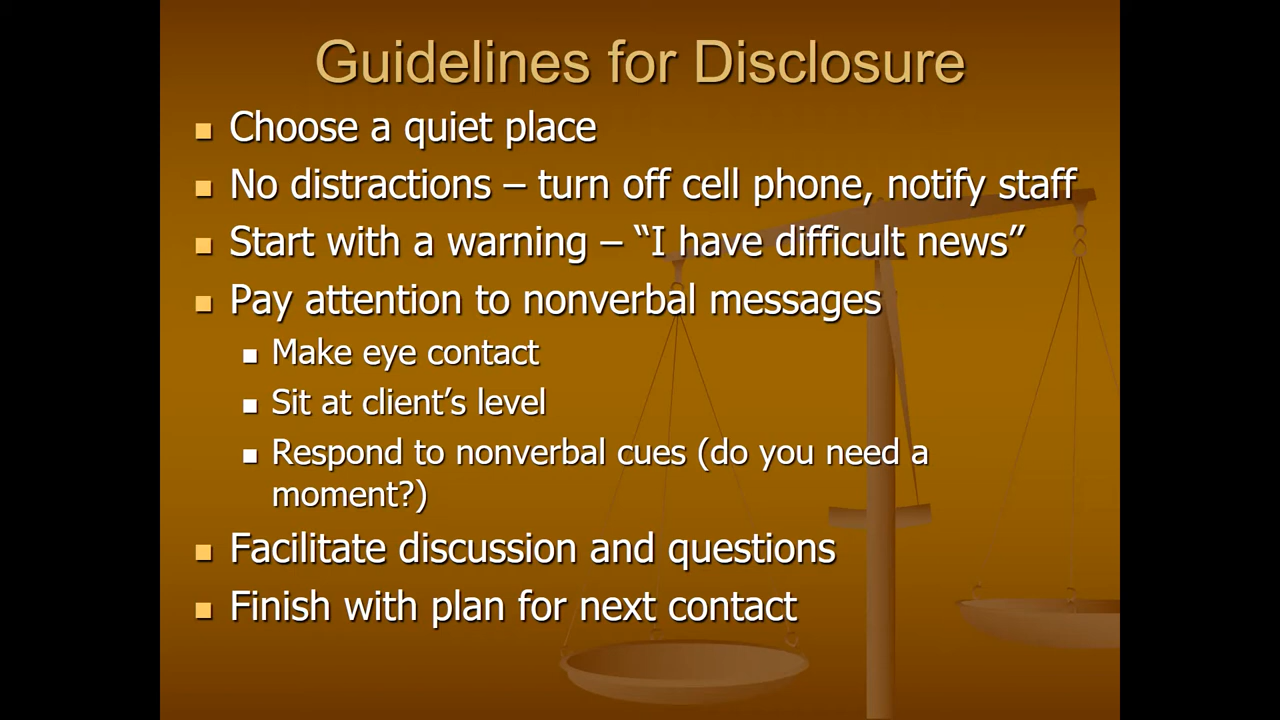 Guidelines for Disclosure
Choose a quiet place
No distractions – turn off cell phone, notify staff
Start with a warning – “I have difficult news”
Pay attention to nonverbal messages
Make eye contact
Sit at client’s level
Respond to nonverbal cues (do you need a
moment?)
Facilitate discussion and questions
Finish with plan for next contact